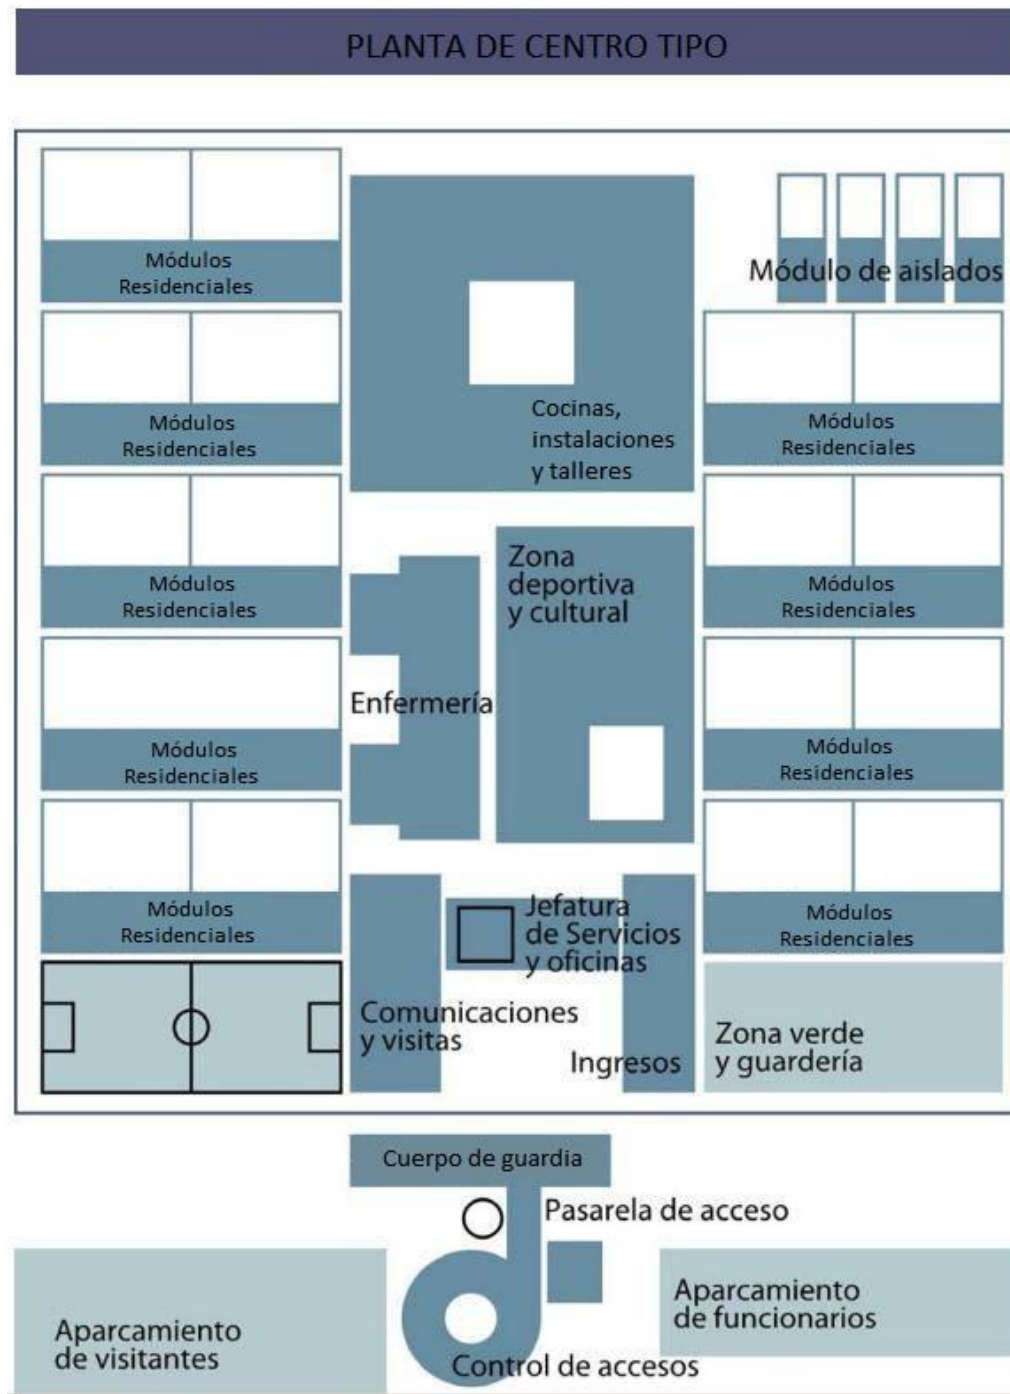 PLANTA DE CENTRO TIPO
Módulos
Residenciales
Módulo de aislados
Cocinas,
instalaciones
y talleres
Módulos
Residenciales
Módulos
Residenciales
Zona
deportiva
y cultural
Módulos
Residenciales
Módulos
Residenciales
Enfermería
Módulos
Residenciales
Módulos
Residenciales
Módulos
Residenciales
Jefatura
de Servicios
y oficinas
Módulos
Residenciales
Comunicaciones
y visitas
Ingresos
Zona verde
y guardería
Cuerpo de guardia
Pasarela de acceso
Aparcamiento
de visitantes
Control de accesos
Aparcamiento
de funcionarios